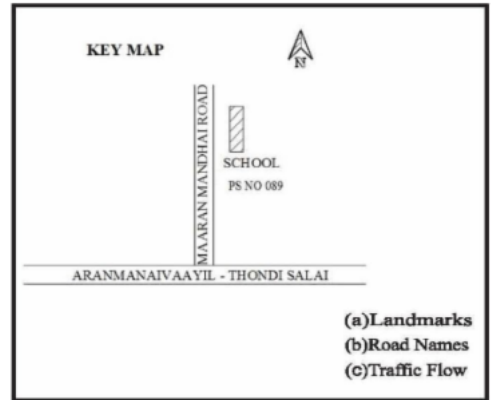 KEY MAP
N
MAARAN MANDHAI ROAD
SCHOOL
PS NO 089
ARANMANAIVAAYIL - THONDI SALAI
(a)Landmarks
(b)Road Names
(c)Traffic Flow